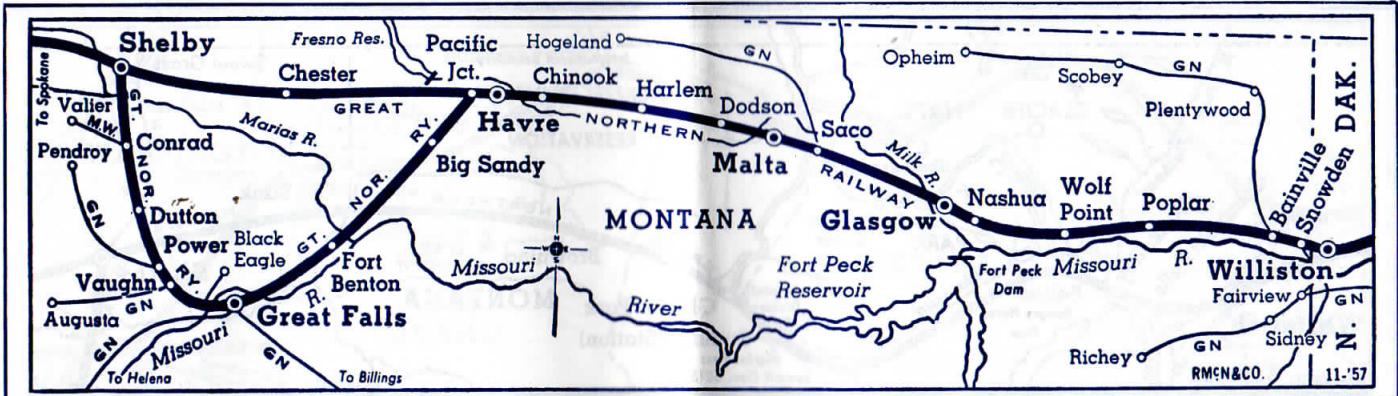 Shelby
Fresno Res.
Pacific
Jct.
Hogeland
GN
Opheim
Scobey
GN
Plentywood
N. DAK.
To Spokane
Valier
M.W.
GT. NOR. RY.
Chester
GREAT NORTHERN RAILWAY
Chinook
Harlem
Dodson
Saco
Havre
Malta
Milk R.
Marias R.
Pendroy
Conrad
GT. NOR. RY.
Big Sandy
MONTANA
Glasgow
Nashua
Wolf
Point
Poplar
Bainville
Snowden
Williston
GN
Dutton
Power
Black
Eagle
Vaughn
GN
Augusta
Fort
Benton
Missouri River
Fort Peck
Reservoir
Fort Peck
Dam
Missouri R.
Fairview
GN
Great Falls
Missouri R.
GN
GN
To Helena
To Billings
Richey
GN
Sidney
RMCN&CO.
11-'57